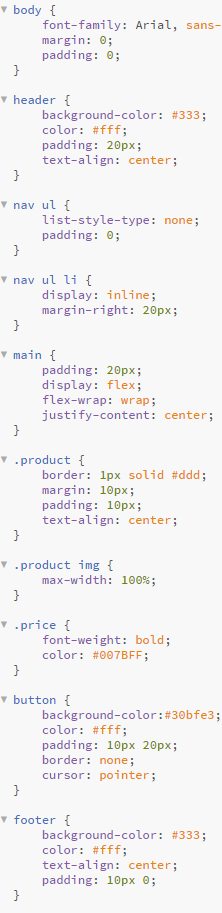 body {
font-family: Arial, sans-
margin: 0;
padding: 0;
}
header {
background-color: #333;
color: #fff;
padding: 20px;
text-align: center;
}
nav ul {
list-style-type: none;
padding: 0;
}
nav ul li {
display: inline;
margin-right: 20px;
}
main {
padding: 20px;
display: flex;
flex-wrap: wrap;
justify-content: center;
}
.product {
border: 1px solid #ddd;
margin: 10px;
padding: 10px;
text-align: center;
}
.product img {
max-width: 100%;
}
.price {
font-weight: bold;
color: #007BFF;
}
button {
background-color:#30bfe3;
color: #fff;
padding: 10px 20px;
border: none;
cursor: pointer;
}
footer {
background-color: #333;
color: #fff;
text-align: center;
padding: 10px 0;
}